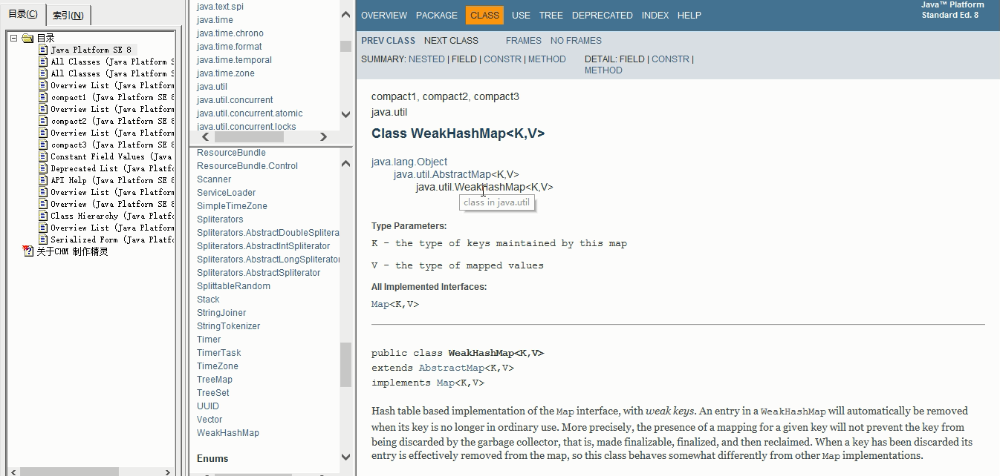 目录(C)
索引(N)
目录
Java Platform SE 8
All Classes (Java Platform S
All Classes (Java Platform S
Overview List (Java Platform
compact1 (Java Platform SE 8
Overview List (Java Platform
compact2 (Java Platform SE 8
Overview List (Java Platform
compact3 (Java Platform SE 8
Constant Field Values (Java
Deprecated List (Java Platfo
API Help (Java Platform SE 8
Overview List (Java Platform
Overview (Java Platform SE 8
Class Hierarchy (Java Platfo
Overview List (Java Platform
Serialized Form (Java Platfo
关于CHM 制作精灵
java.text.spi
java.time
java.time.chrono
java.time.format
java.time.temporal
java.time.zone
java.util
java.util.concurrent
java.util.concurrent.atomic
java.util.concurrent.locks
ResourceBundle
ResourceBundle.Control
Scanner
ServiceLoader
SimpleTimeZone
Spliterators
Spliterators.AbstractDoubleSplitera
Spliterators.AbstractIntSpliterator
Spliterators.AbstractLongSpliterator
Spliterators.AbstractSpliterator
SplittableRandom
Stack
StringJoiner
StringTokenizer
Timer
TimerTask
TimeZone
TreeMap
TreeSet
UUID
Vector
WeakHashMap
Enums
OVERVIEW PACKAGE CLASS USE TREE DEPRECATED INDEX HELP
Java™ Platform
Standard Ed. 8
PREV CLASS NEXT CLASS FRAMES NO FRAMES
SUMMARY: NESTED | FIELD | CONSTR | METHOD DETAIL: FIELD | CONSTR |
METHOD
compact1, compact2, compact3
java.util
Class WeakHashMap<K,V>
java.lang.Object
java.util.AbstractMap<K,V>
java.util.WeakHashMap<K,V>
class in java.util
Type Parameters:
K - the type of keys maintained by this map
V - the type of mapped values
All Implemented Interfaces:
Map<K,V>
public class WeakHashMap<K,V>
extends AbstractMap<K,V>
implements Map<K,V>
Hash table based implementation of the Map interface, with weak keys. An entry in a WeakHashMap will automatically be removed
when its key is no longer in ordinary use. More precisely, the presence of a mapping for a given key will not prevent the key from
being discarded by the garbage collector, that is, made finalizable, finalized, and then reclaimed. When a key has been discarded its
entry is effectively removed from the map, so this class behaves somewhat differently from other Map implementations.